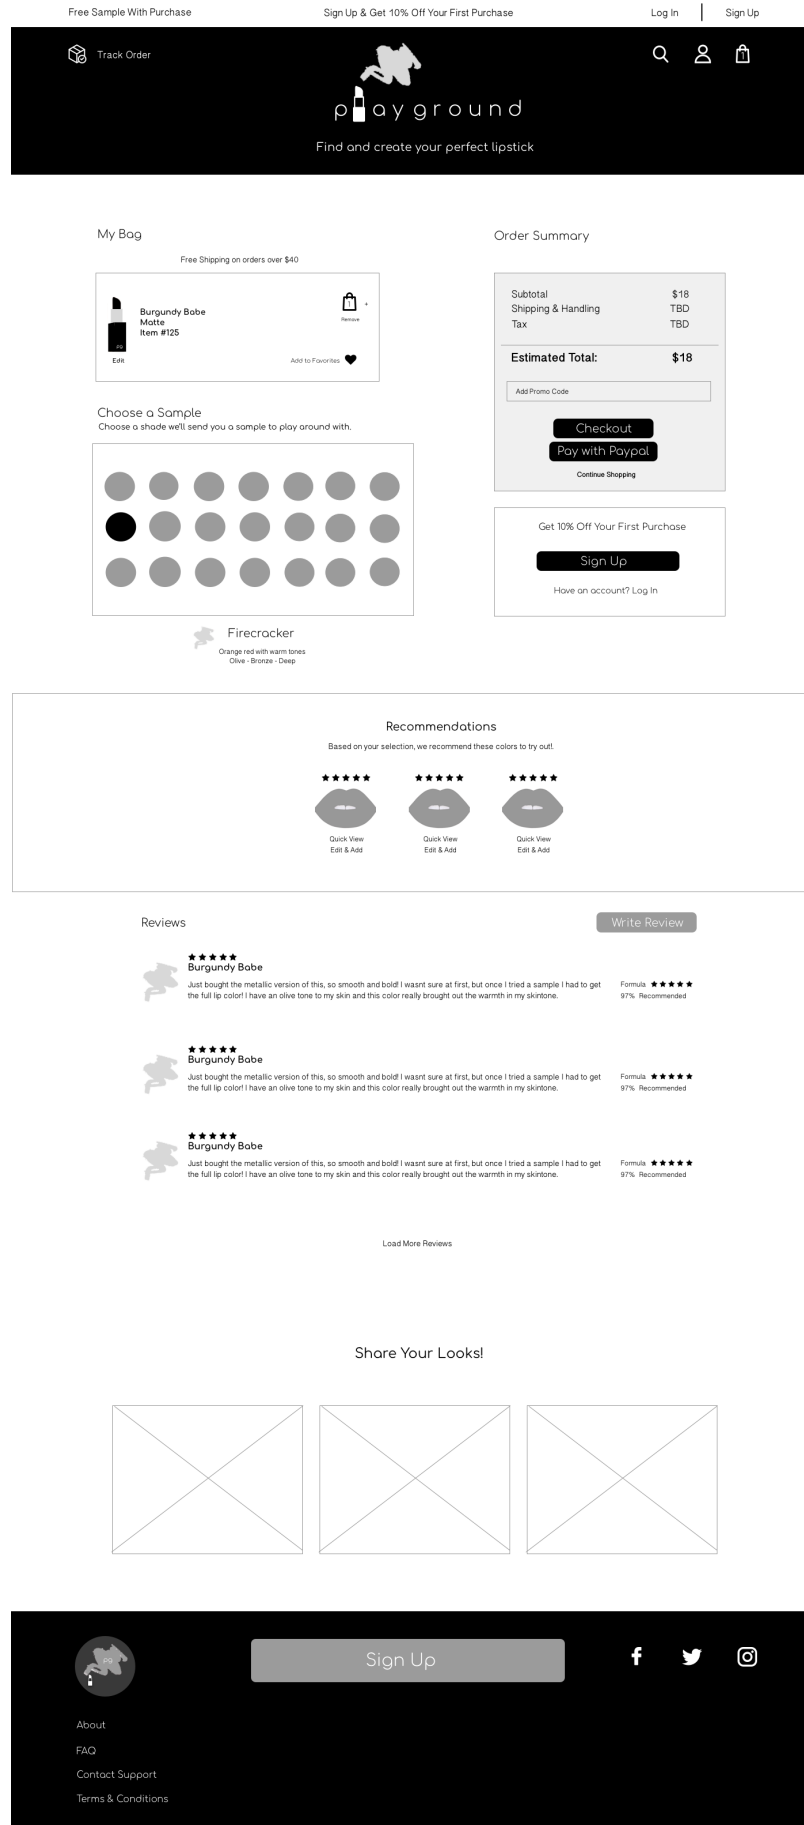 Free Sample With Purchase
Sign Up & Get 10% Off Your First Purchase
Log In
Sign Up
Track Order
1
playground
Find and create your perfect lipstick
My Bag
Free Shipping on orders over $40
Burgundy Babe
Matte
Item #125
pg
Edit
1
+
Remove
Add to Favorites
Order Summary
Subtotal $18
Shipping & Handling TBD
Tax TBD
Estimated Total: $18
Add Promo Code
Checkout
Pay with Paypal
Continue Shopping
Choose a Sample
Choose a shade we'll send you a sample to play around with.
Get 10% Off Your First Purchase
Sign Up
Have an account? Log In
Firecracker
Orange red with warm tones
Olive - Bronze - Deep
Recommendations
Based on your selection, we recommend these colors to try out!.
Quick View
Edit & Add
Quick View
Edit & Add
Quick View
Edit & Add
Reviews
Write Review
Burgundy Babe
Just bought the metallic version of this, so smooth and bold! I wasnt sure at first, but once I tried a sample I had to get
the full lip color! I have an olive tone to my skin and this color really brought out the warmth in my skintone.
Formula
97% Recommended
Burgundy Babe
Just bought the metallic version of this, so smooth and bold! I wasnt sure at first, but once I tried a sample I had to get
the full lip color! I have an olive tone to my skin and this color really brought out the warmth in my skintone.
Formula
97% Recommended
Burgundy Babe
Just bought the metallic version of this, so smooth and bold! I wasnt sure at first, but once I tried a sample I had to get
the full lip color! I have an olive tone to my skin and this color really brought out the warmth in my skintone.
Formula
97% Recommended
Load More Reviews
Share Your Looks!
pg
Sign Up
About
FAQ
Contact Support
Terms & Conditions